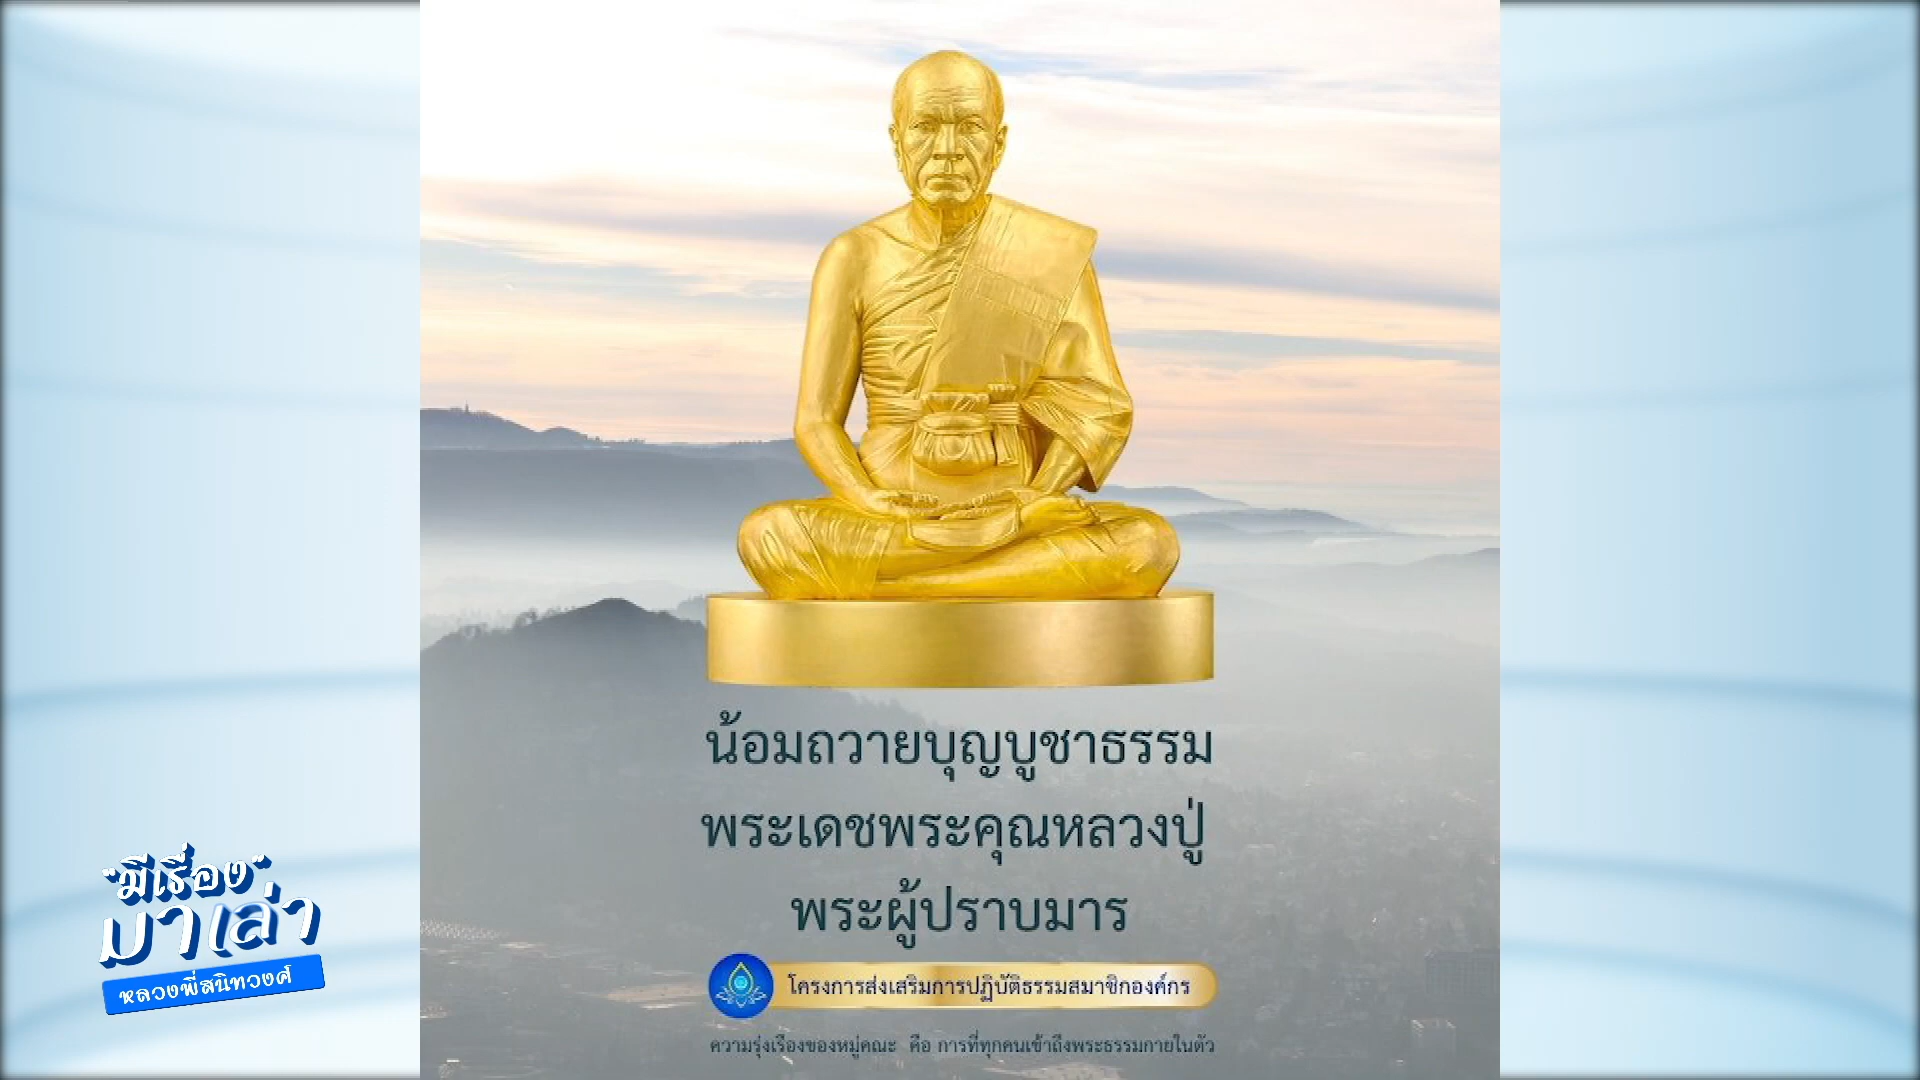 น้อมถวายบุญบูชาธรรม
พระเดชพระคุณหลวงปู่
พระผู้ปราบมาร
โครงการส่งเสริมการปฏิบัติธรรมสมาชิกองค์กร
ความรุ่งเรืองของหมู่คณะ คือ การที่ทุกคนเข้าถึงพระธรรมกายในตัว
"มีเรื่อง"
มาเล่า
หลวงพี่สนิทวงศ์